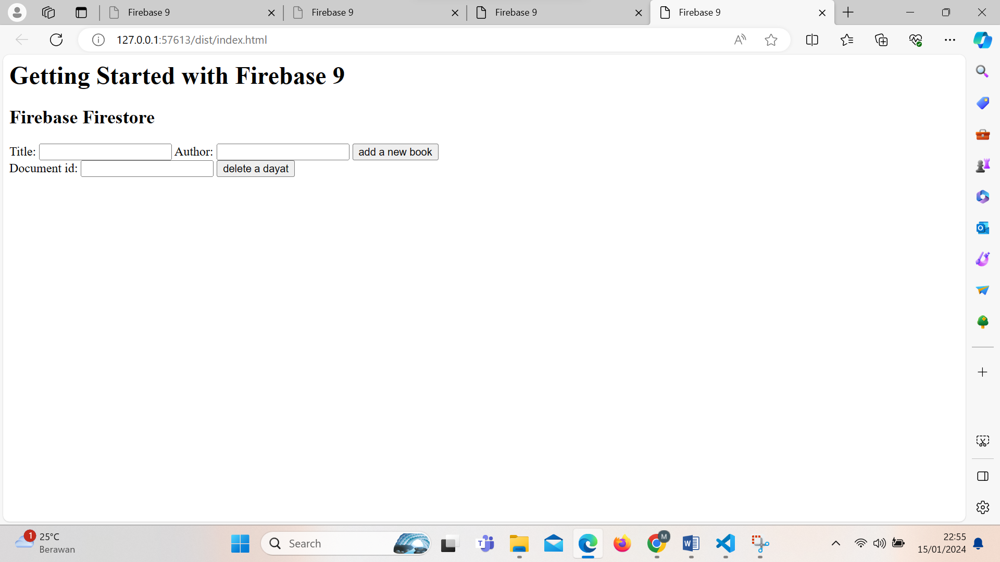 Firebase 9
Firebase 9
Firebase 9
Firebase 9
127.0.0.1:57613/dist/index.html
Getting Started with Firebase 9
Firebase Firestore
Title: Author: add a new book
Document id: delete a dayat
1
25°C
Berawan
Search
M
22:55
15/01/2024